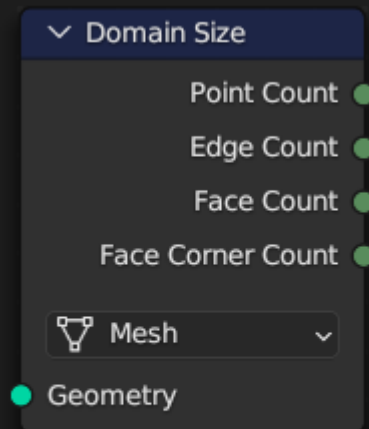 Domain Size
Point Count
Edge Count
Face Count
Face Corner Count
Mesh
Geometry